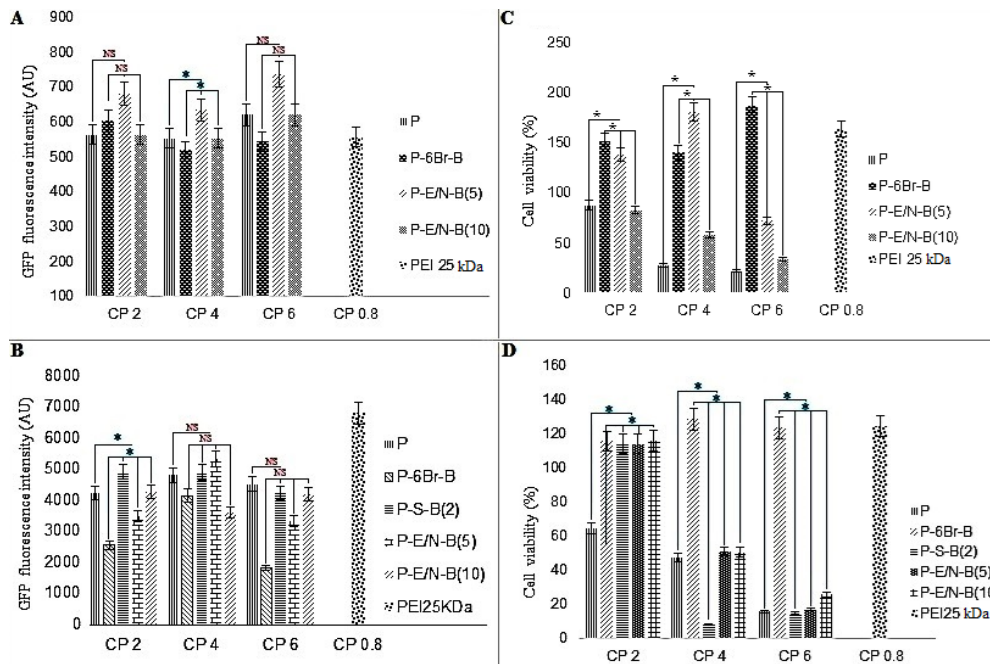 A
GFP fluorescence intensity (AU)
900
800
700
600
500
400
300
200
100
NS
NS
*
*
NS
NS
CP 2
CP 4
CP 6
CP 0.8
P
P-6Br-B
P-E/N-B(5)
P-E/N-B(10)
PEI 25 kDa
C
Cell viability (%)
250
200
150
100
50
0
*
*
*
*
*
*
CP 2
CP 4
CP 6
CP 0.8
P
P-6Br-B
P-E/N-B(5)
P-E/N-B(10)
PEI 25 kDa
B
GFP fluorescence intensity (AU)
8000
7000
6000
5000
4000
3000
2000
1000
0
*
*
NS
NS
NS
NS
CP 2
CP 4
CP 6
CP 0.8
P
P-6Br-B
P-S-B(2)
P-E/N-B(5)
P-E/N-B(10)
PEI25KDa
D
Cell viability (%)
160
140
120
100
80
60
40
20
0
*
*
*
*
*
*
CP 2
CP 4
CP 6
CP 0.8
P
P-6Br-B
P-S-B(2)
P-E/N-B(5)
P-E/N-B(10
PEI25 kDa